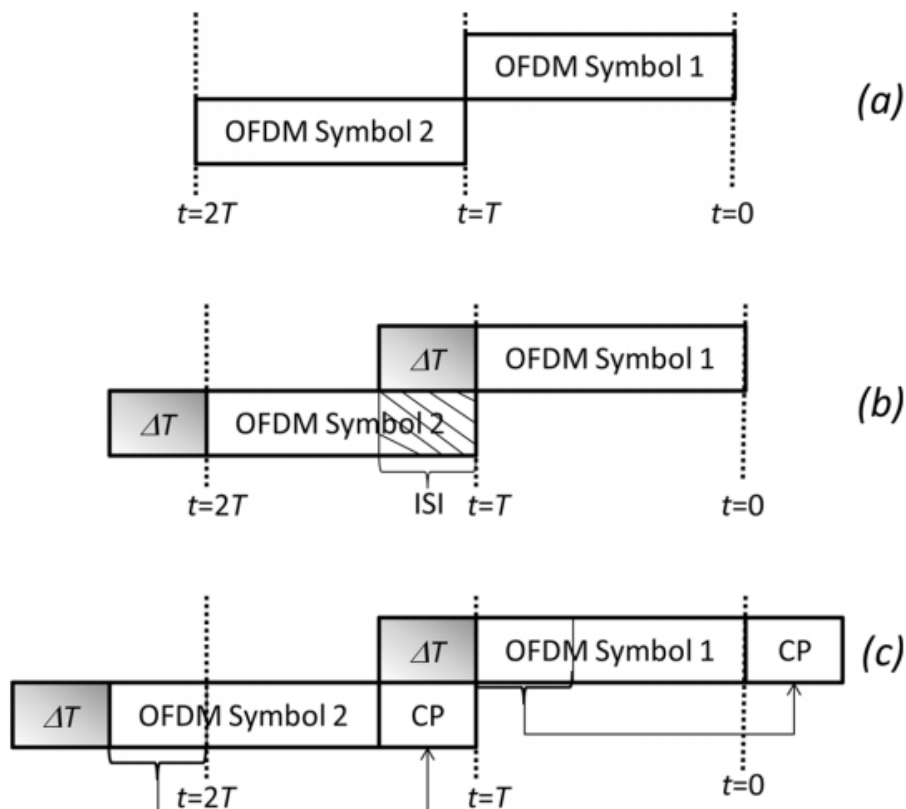 OFDM Symbol 1
(a)
OFDM Symbol 2
t=2T
t=T
t=0
ΔT
OFDM Symbol 1
(b)
ΔT
OFDM Symbol 2
t=2T
ISI
t=T
t=0
ΔT
OFDM Symbol 1
CP
(c)
ΔT
OFDM Symbol 2
CP
t=2T
t=T
t=0